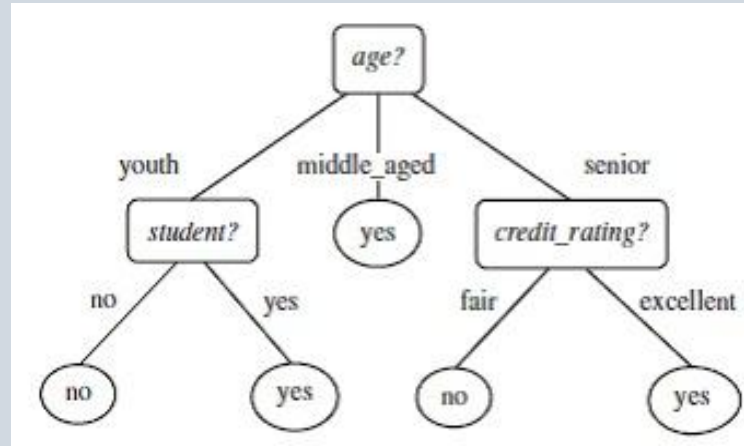 age?
youth middle_aged senior
student? yes credit_rating?
no yes fair excellent
no yes no yes